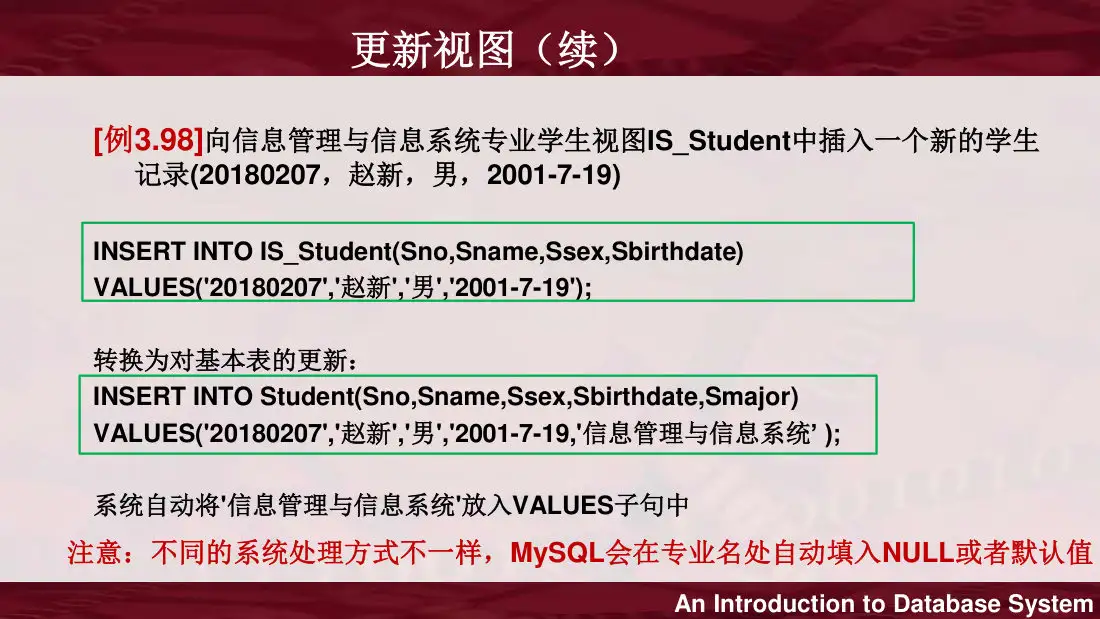 更新视图（续）
[例3.98]向信息管理与信息系统专业学生视图IS_Student中插入一个新的学生
记录(20180207，赵新，男，2001-7-19)
INSERT INTO IS_Student(Sno,Sname,Ssex,Sbirthdate)
VALUES('20180207','赵新','男','2001-7-19');
转换为对基本表的更新：
INSERT INTO Student(Sno,Sname,Ssex,Sbirthdate,Smajor)
VALUES('20180207','赵新','男','2001-7-19,'信息管理与信息系统’ );
系统自动将'信息管理与信息系统'放入VALUES子句中
注意：不同的系统处理方式不一样，MySQL会在专业名处自动填入NULL或者默认值
An Introduction to Database System